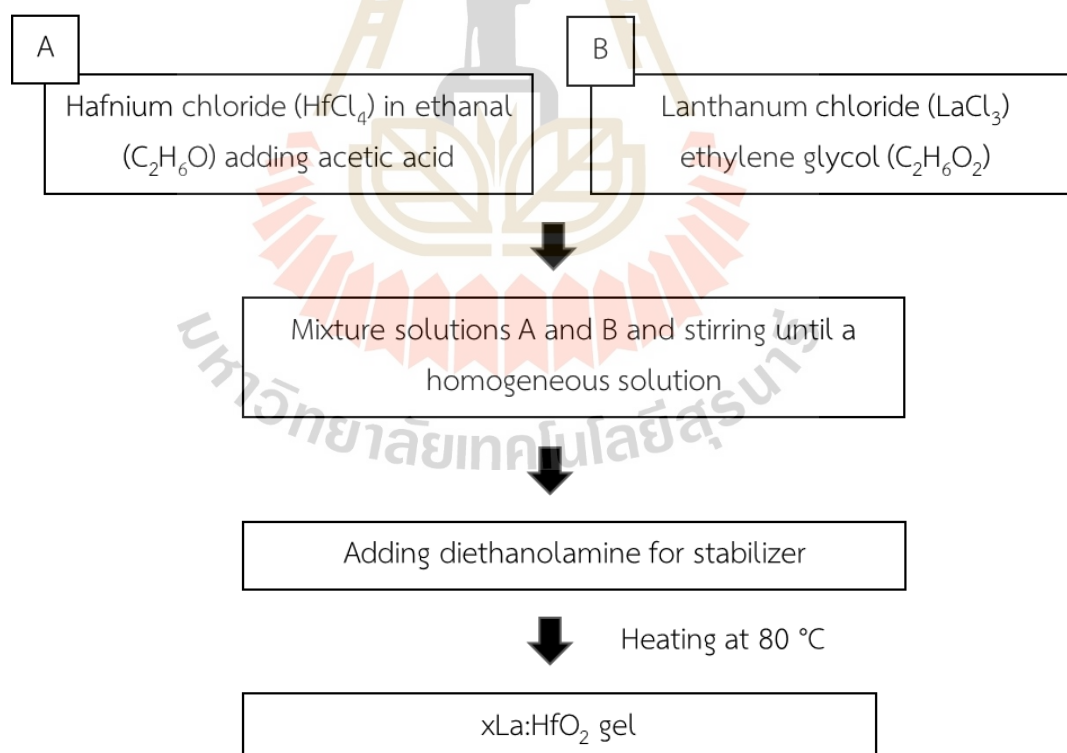 A
Hafnium chloride (HfCl₄) in ethanal
(C₂H₆O) adding acetic acid
B
Lanthanum chloride (LaCl₃)
ethylene glycol (C₂H₆O₂)
Mixture solutions A and B and stirring until a
homogeneous solution
มหาวิทยาลัยเทคโนโลยีสุรนารี
Adding diethanolamine for stabilizer
Heating at 80 °C
xLa:HfO₂ gel